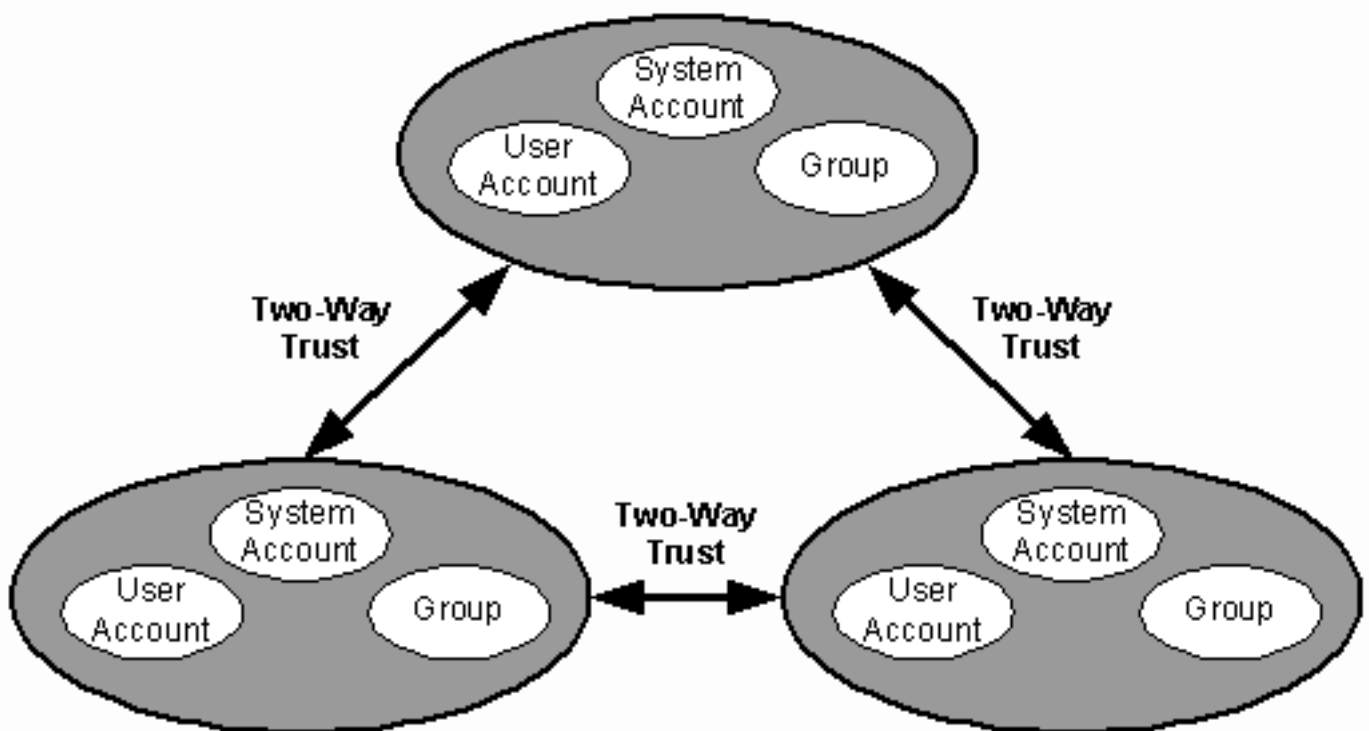 System
Account
User
Account
Group
Two-Way
Trust
Two-Way
Trust
System
Account
User
Account
Group
Two-Way
Trust
System
Account
User
Account
Group